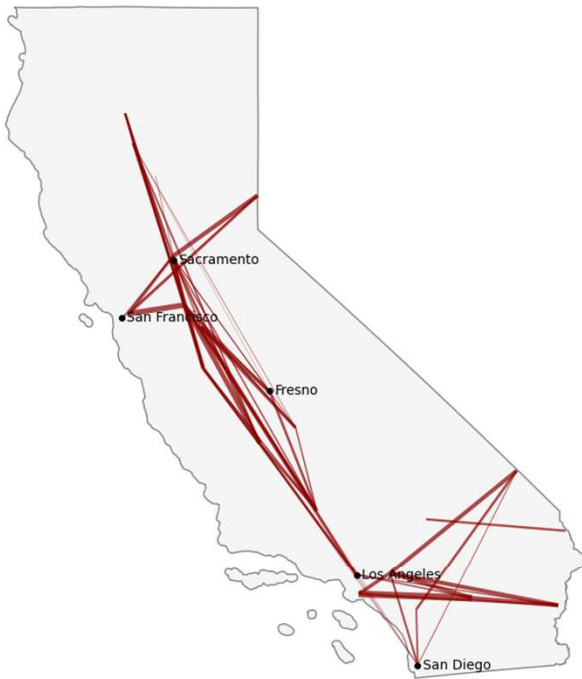 Sacramento
San Francisco
Fresno
Los Angeles
San Diego